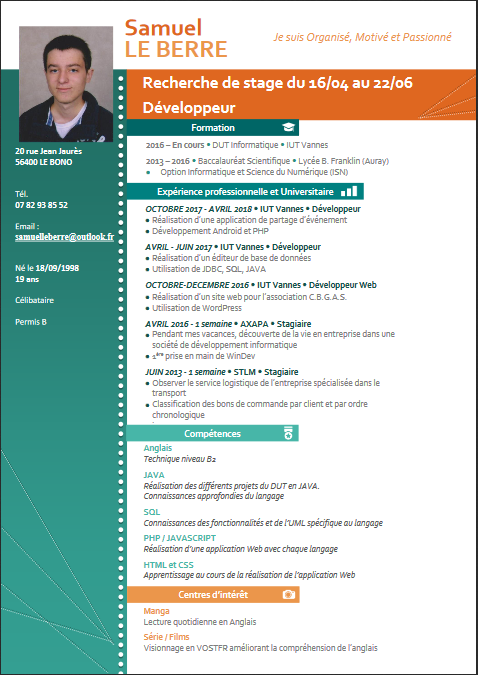 Samuel
LE BERRE
Je suis Organisé, Motivé et Passionné
Recherche de stage du 16/04 au 22/06
Développeur
20 rue Jean Jaurès
56400 LE BONO
Tél.
07 82 93 85 52
Email :
samuelleberre@outlook.fr
Né le 18/09/1998
19 ans
Célibataire
Permis B
Formation
2016 – En cours • DUT Informatique • IUT Vannes
2013 – 2016 • Baccalauréat Scientifique • Lycée B. Franklin (Auray)
• Option Informatique et Science du Numérique (ISN)
Expérience professionnelle et Universitaire
OCTOBRE 2017 - AVRIL 2018 • IUT Vannes • Développeur
• Réalisation d'une application de partage d'événement
• Développement Android et PHP
AVRIL - JUIN 2017 • IUT Vannes • Développeur
• Réalisation d'un éditeur de base de données
• Utilisation de JDBC, SQL, JAVA
OCTOBRE-DECEMBRE 2016 • IUT Vannes • Développeur Web
• Réalisation d'un site web pour l'association C.B.G.A.S.
• Utilisation de WordPress
AVRIL 2016 - 1 semaine • AXAPA • Stagiaire
• Pendant mes vacances, découverte de la vie en entreprise dans une
société de développement informatique
• 1ère prise en main de WinDev
JUIN 2013 - 1 semaine • STLM • Stagiaire
• Observer le service logistique de l'entreprise spécialisée dans le
transport
• Classification des bons de commande par client et par ordre
chronologique
Compétences
Anglais
Technique niveau B2
JAVA
Réalisation des différents projets du DUT en JAVA.
Connaissances approfondies du langage
SQL
Connaissances des fonctionnalités et de l'UML spécifique au langage
PHP / JAVASCRIPT
Réalisation d'une application Web avec chaque langage
HTML et CSS
Apprentissage au cours de la réalisation de l'application Web
Centres d'intérêt
Manga
Lecture quotidienne en Anglais
Série / Films
Visionnage en VOSTFR améliorant la compréhension de l'anglais